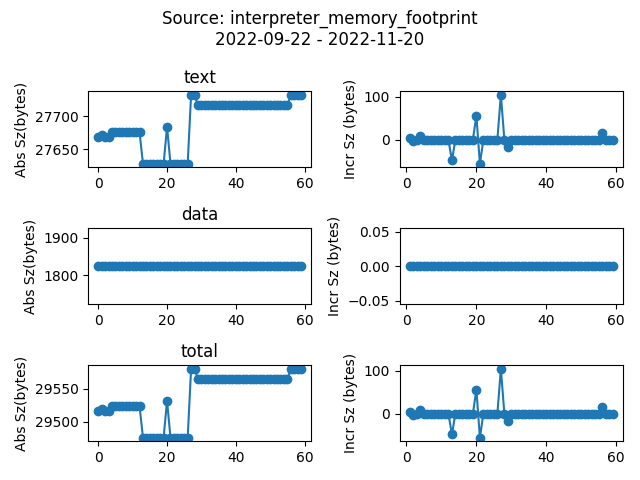 Source: interpreter_memory_footprint
2022-09-22 - 2022-11-20
text
Abs Sz(bytes)
27700
27650
0 20 40 60
Incr Sz (bytes)
100
0
0 20 40 60
data
Abs Sz(bytes)
1900
1800
0 20 40 60
Incr Sz (bytes)
0.05
0.00
−0.05
0 20 40 60
total
Abs Sz(bytes)
29550
29500
0 20 40 60
Incr Sz (bytes)
100
0
0 20 40 60